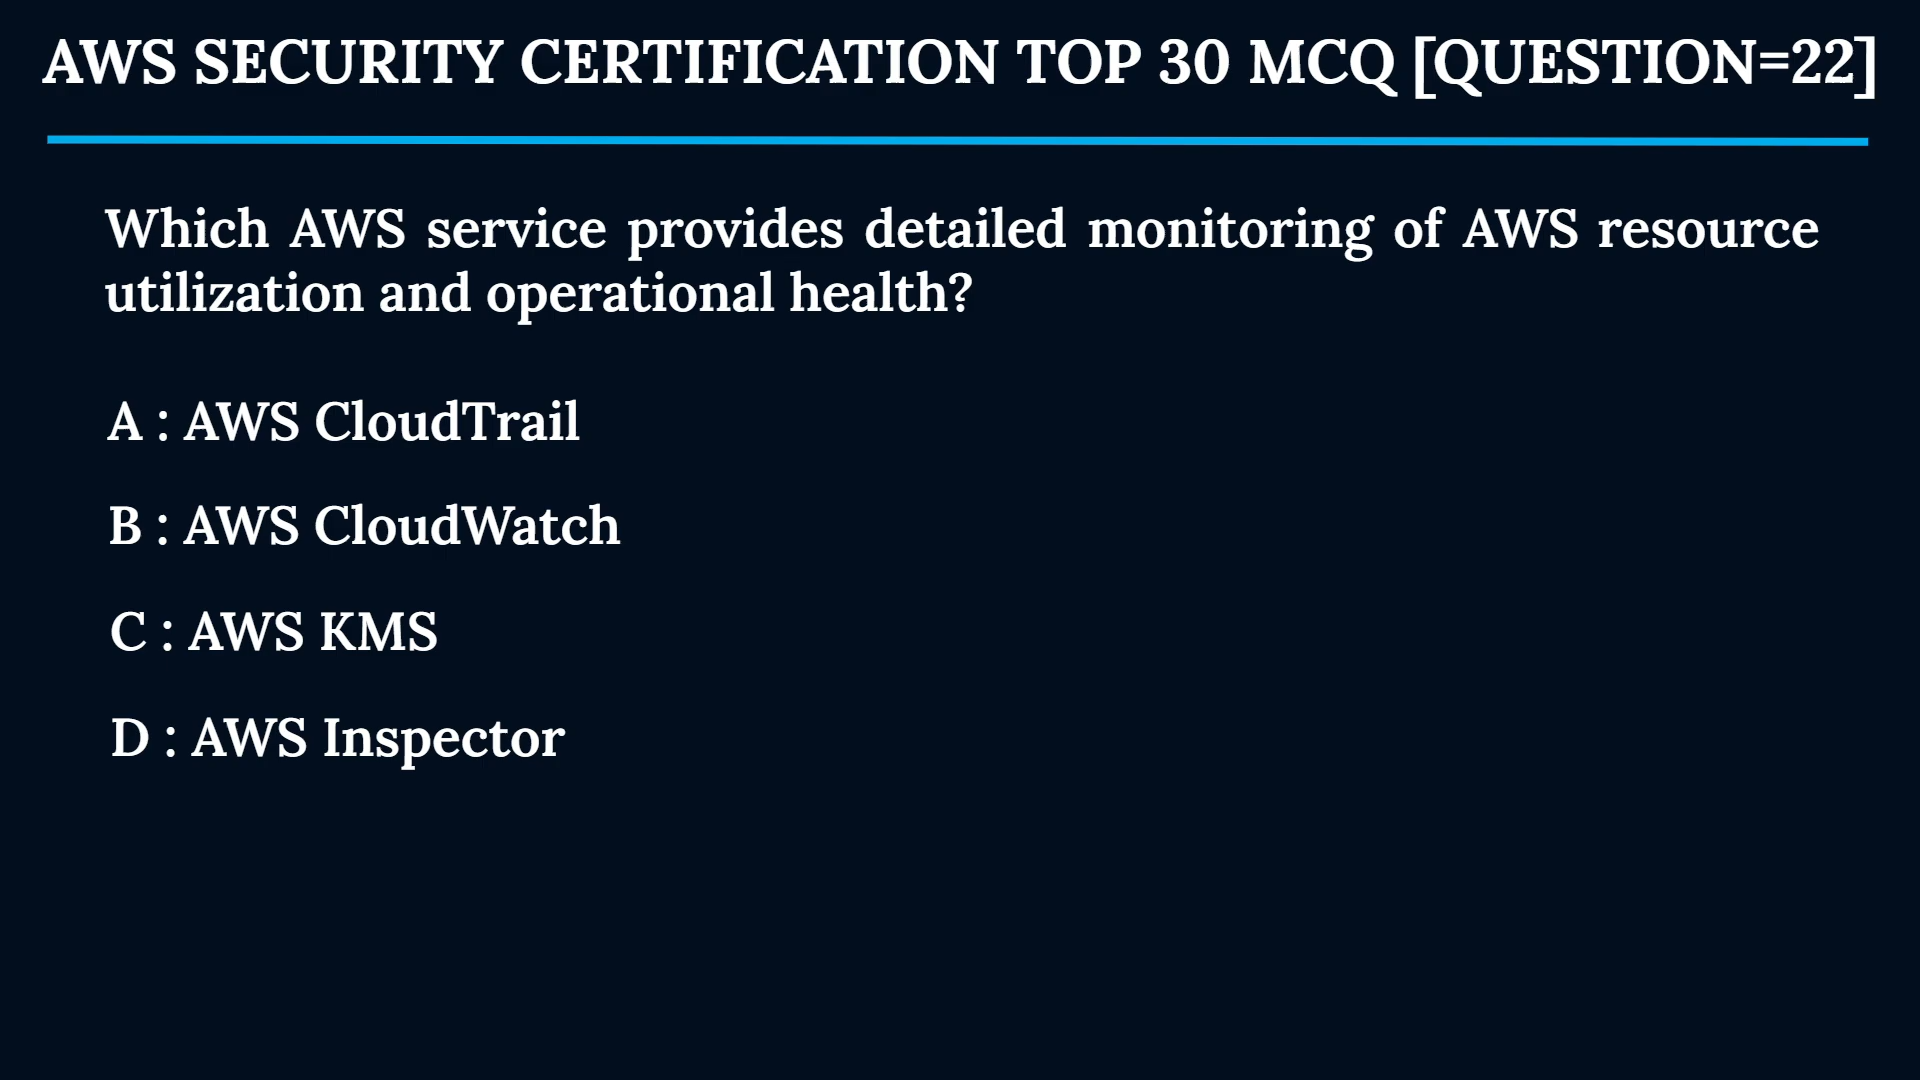 AWS SECURITY CERTIFICATION TOP 30 MCQ [QUESTION=22]
Which AWS service provides detailed monitoring of AWS resource
utilization and operational health?
A : AWS CloudTrail
B : AWS CloudWatch
C : AWS KMS
D : AWS Inspector